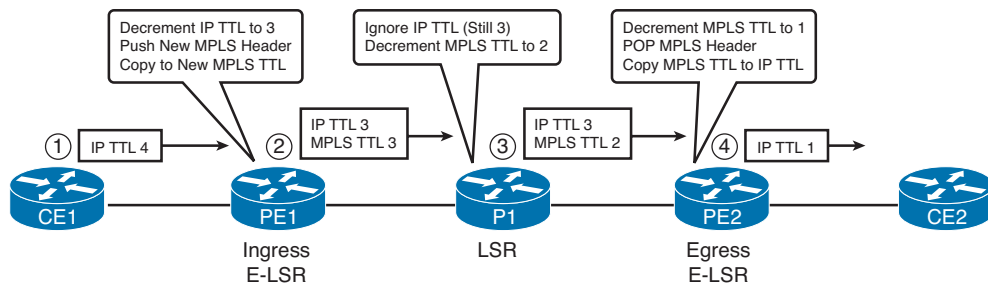 Decrement IP TTL to 3
Push New MPLS Header
Copy to New MPLS TTL
Ignore IP TTL (Still 3)
Decrement MPLS TTL to 2
Decrement MPLS TTL to 1
POP MPLS Header
Copy MPLS TTL to IP TTL
1
IP TTL 4
2
IP TTL 3
MPLS TTL 3
3
IP TTL 3
MPLS TTL 2
4
IP TTL 1
CE1
PE1
P1
PE2
CE2
Ingress
E-LSR
LSR
Egress
E-LSR